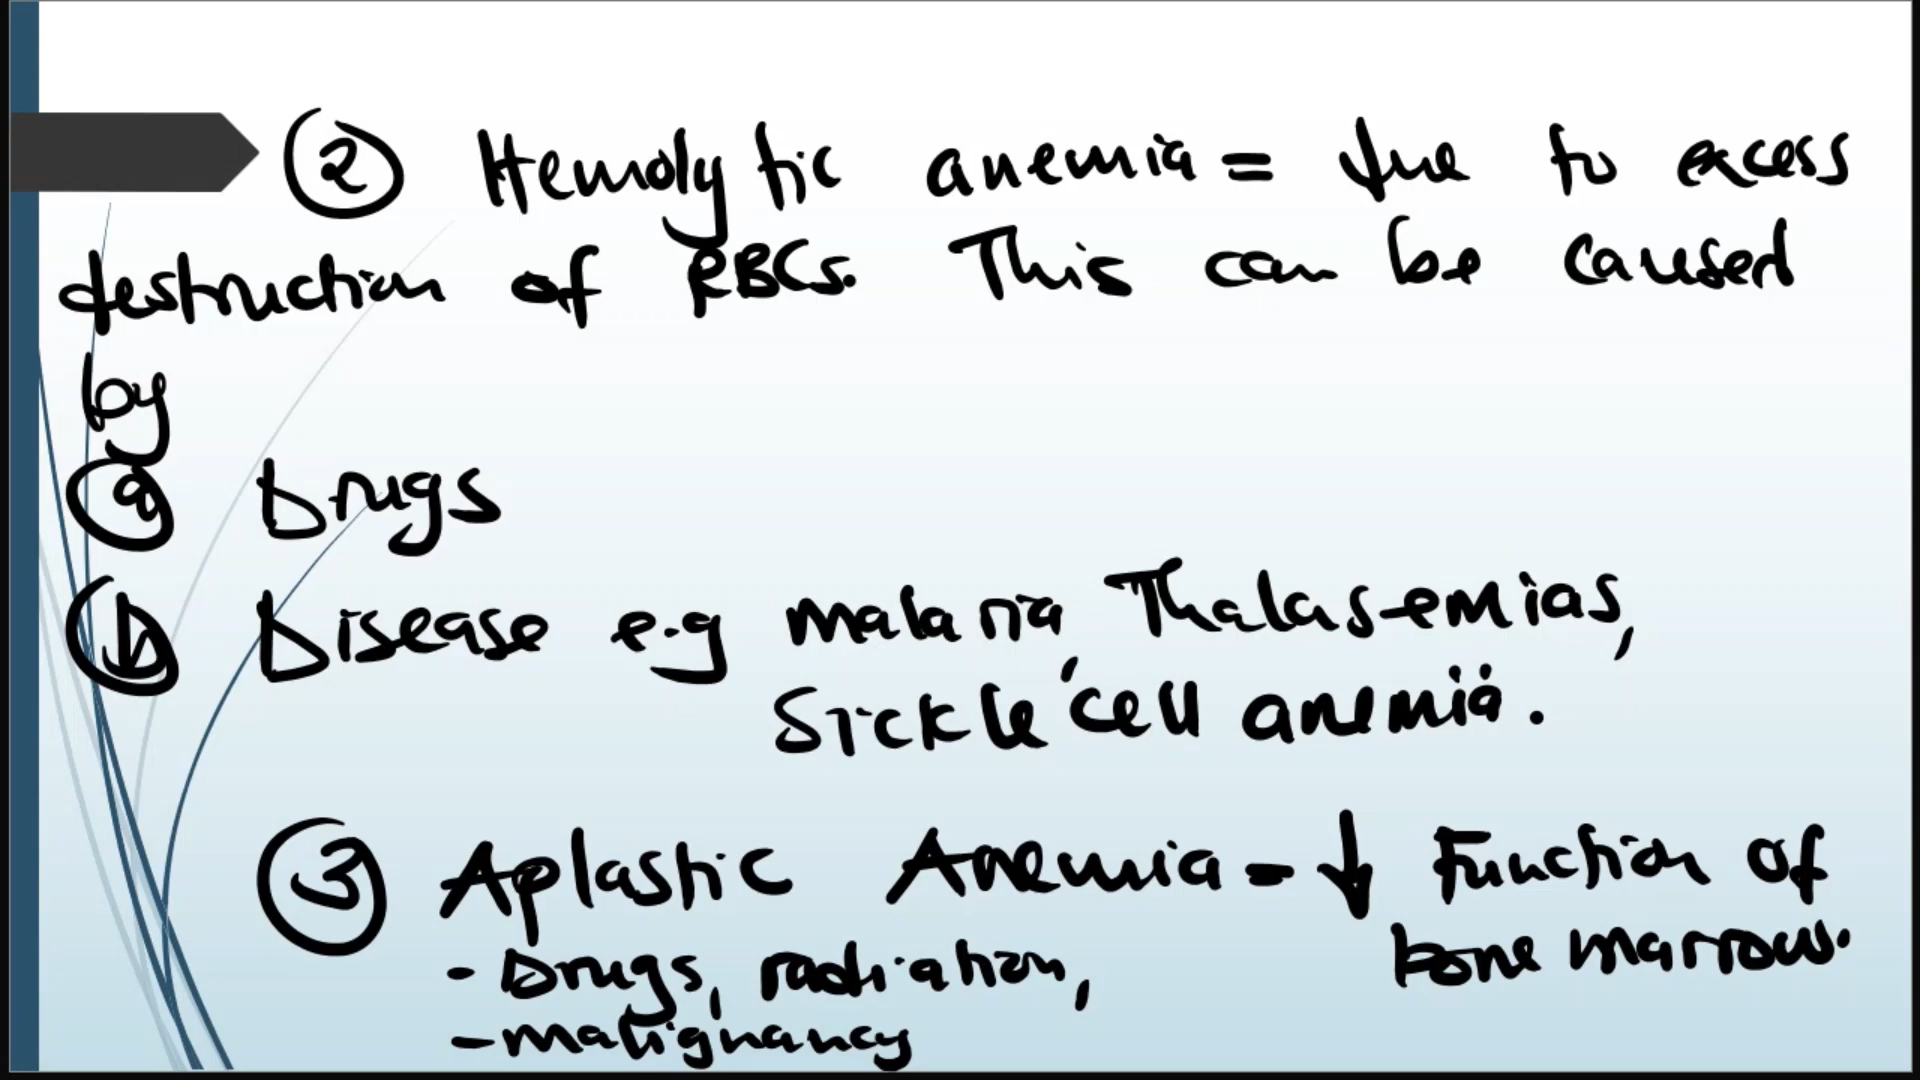 ② Hemolytic anemia = due to excess
destruction of RBCs. This can be caused
by
ⓐ Drugs
ⓑ Disease e.g malaria, Thalasemias,
Sickle cell anemia.
③ Aplastic Anemia - ↓ Function of
bone marrow.
- Drugs, radiation,
- malignancy